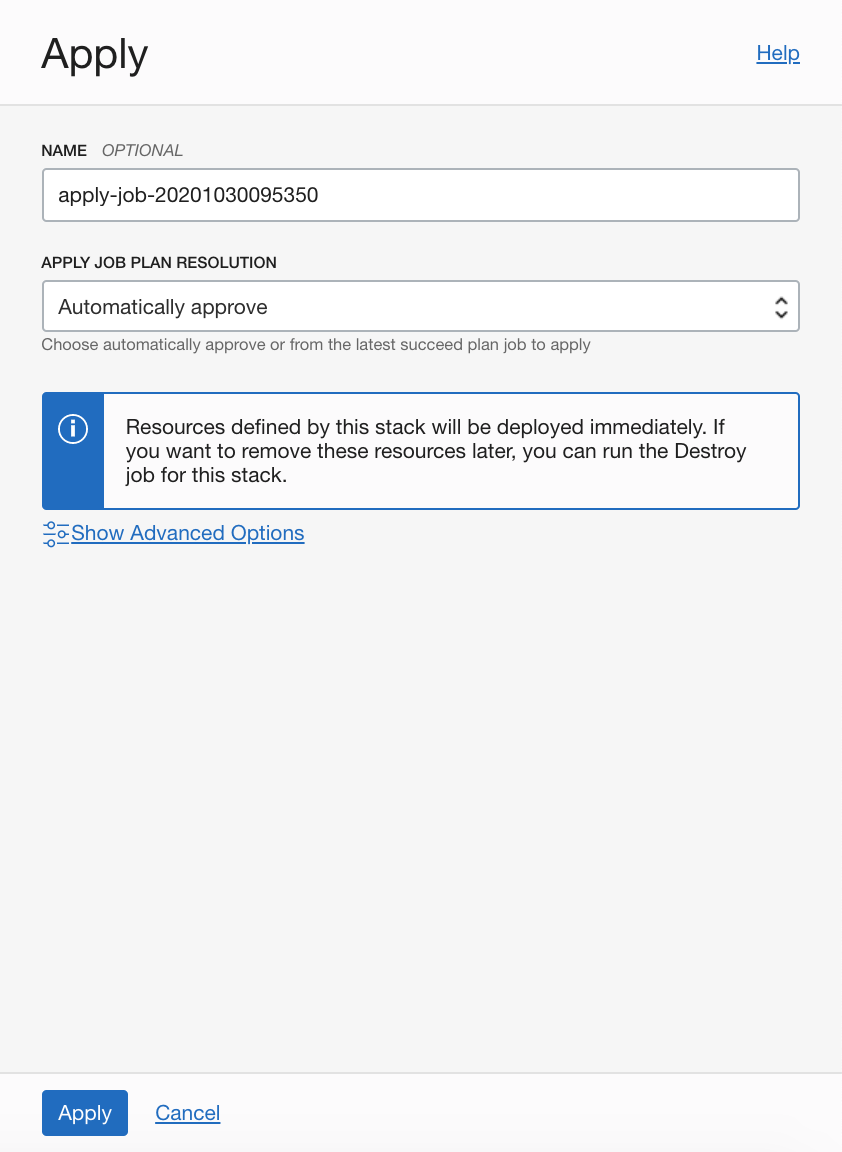 Apply
Help
NAME OPTIONAL
apply-job-20201030095350
APPLY JOB PLAN RESOLUTION
Automatically approve
Choose automatically approve or from the latest succeed plan job to apply
Resources defined by this stack will be deployed immediately. If
you want to remove these resources later, you can run the Destroy
job for this stack.
Show Advanced Options
Apply
Cancel